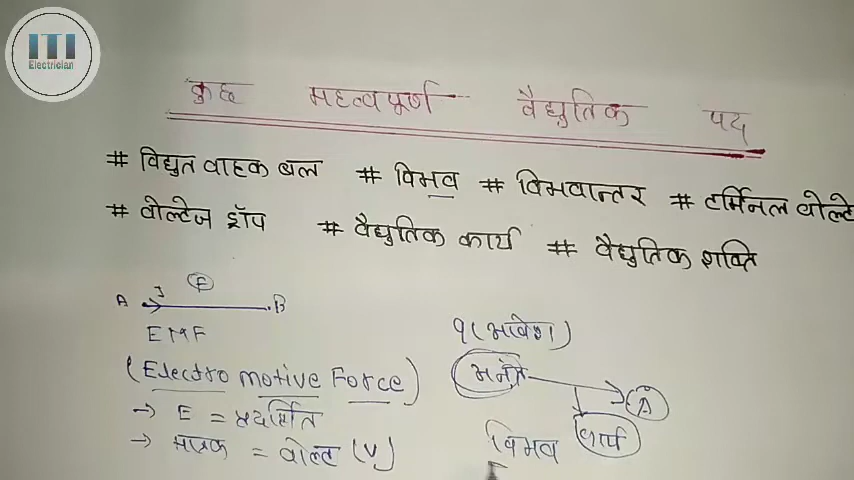 ITI
Electrician
कुछ महत्वपूर्ण वैद्युतिक पद
# विद्युत वाहक बल # विभव # विभवान्तर # टर्मिनल वोल्टे
# वोल्टेज ड्रॉप # वैद्युतिक कार्य # वैद्युतिक शक्ति
E
A B
EMF
(Electro motive Force)
→ E = प्रदर्शित
→ मात्रक = वोल्ट (V)
q (आवेश)
अनंत A
कार्य
विभव